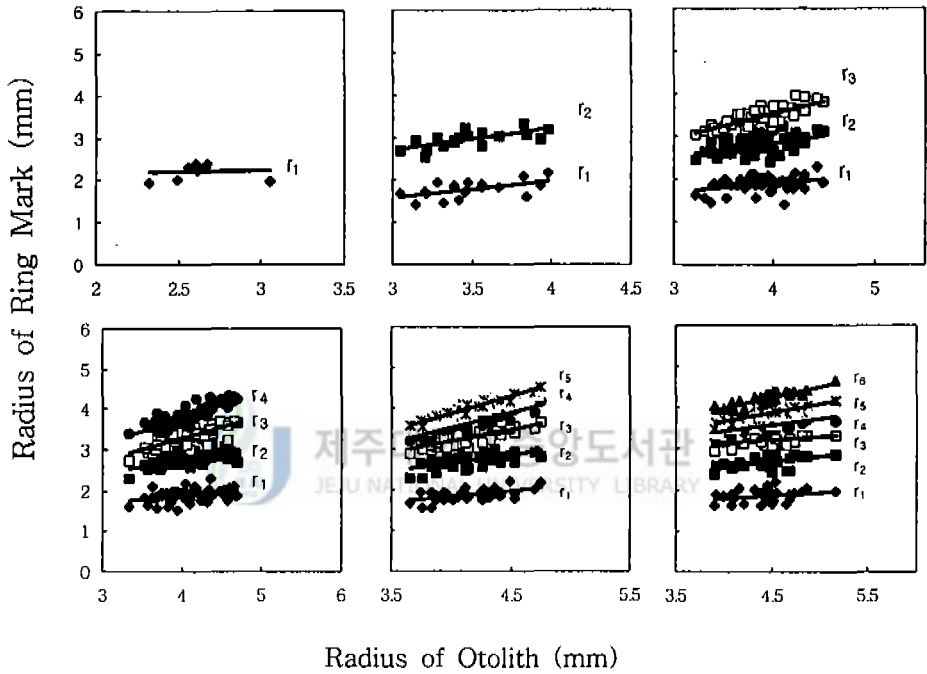 Radius of Ring Mark (mm)
6
5
4
3
2
1
0
r1
2 2.5 3 3.5
r2
r1
3 3.5 4 4.5
r3
r2
r1
3 4 5
6
5
4
3
2
1
0
r4
r3
r2
r1
3 4 5 6
r5
r4
r3
r2
r1
3.5 4.5 5.5
r6
r5
r4
r3
r2
r1
3.5 4.5 5.5
제주대 중앙도서관
JEJU NATIONAL UNIVERSITY LIBRARY
Radius of Otolith (mm)